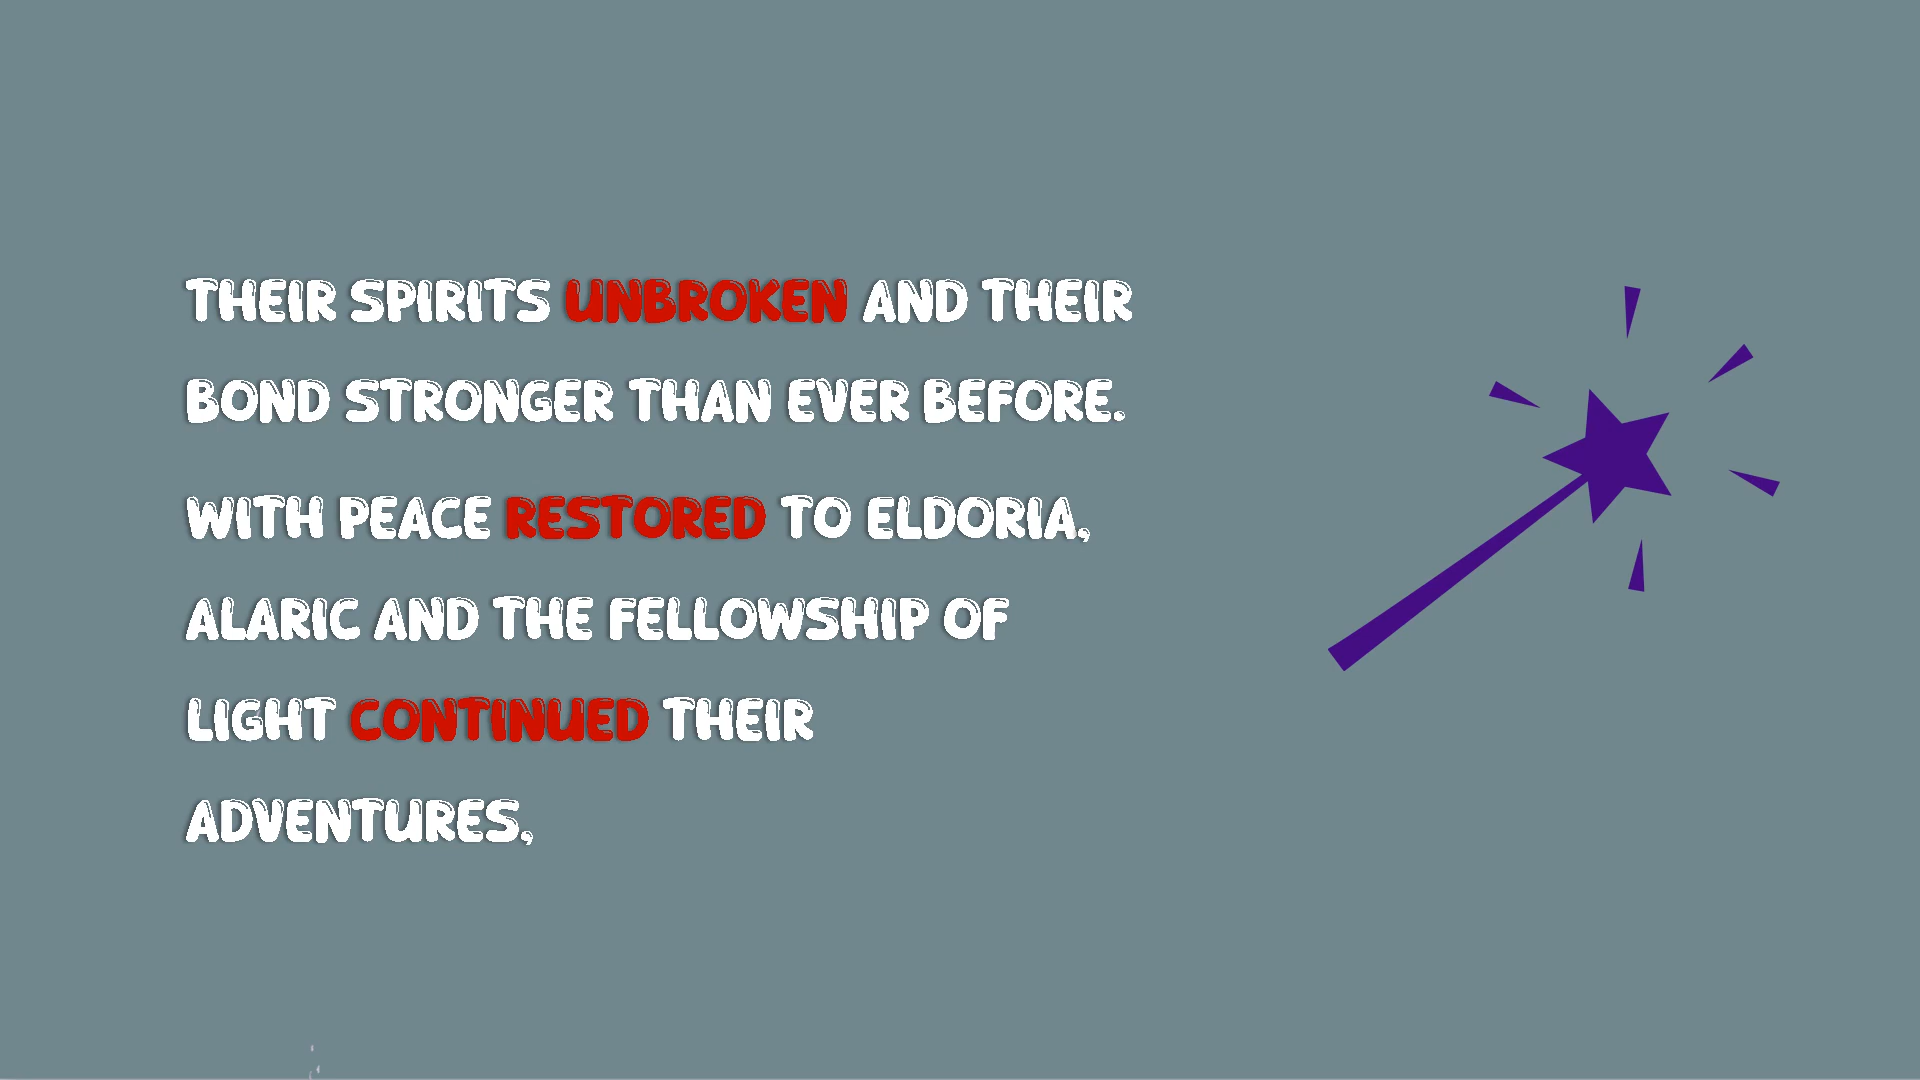 THEIR SPIRITS UNBROKEN AND THEIR
BOND STRONGER THAN EVER BEFORE.
WITH PEACE RESTORED TO ELDORIA,
ALARIC AND THE FELLOWSHIP OF
LIGHT CONTINUED THEIR
ADVENTURES,